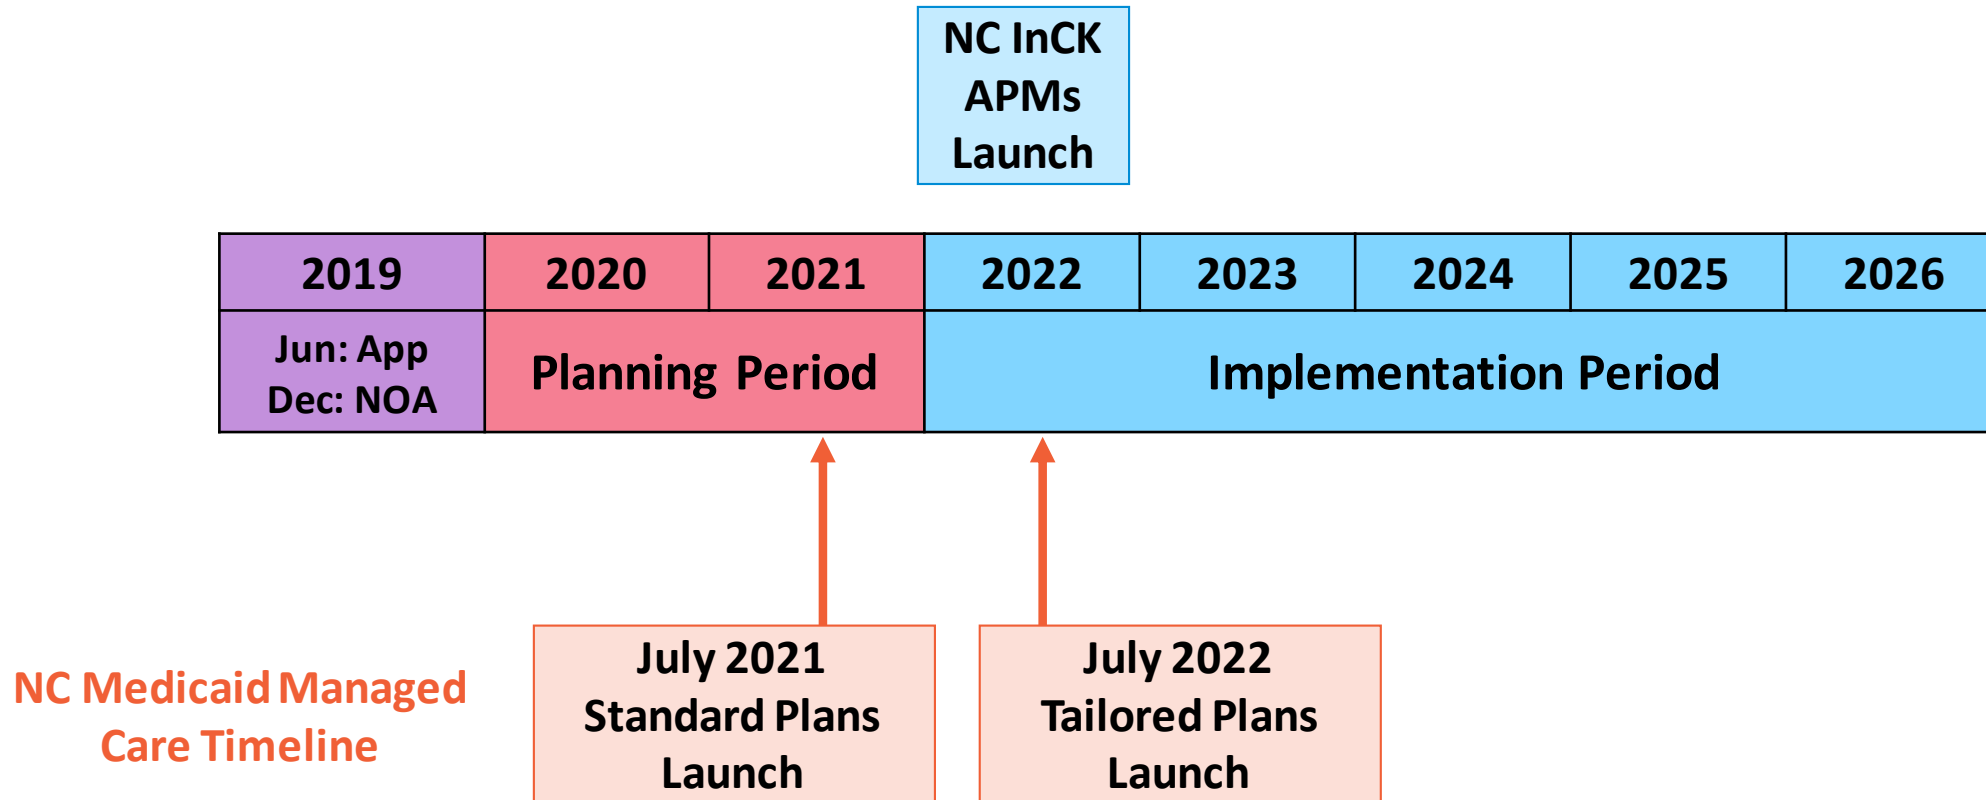 NC InCK
APMs
Launch
2019 2020 2021 2022 2023 2024 2025 2026
Jun: App
Dec: NOA
Planning Period
Implementation Period
NC Medicaid Managed
Care Timeline
July 2021
Standard Plans
Launch
July 2022
Tailored Plans
Launch